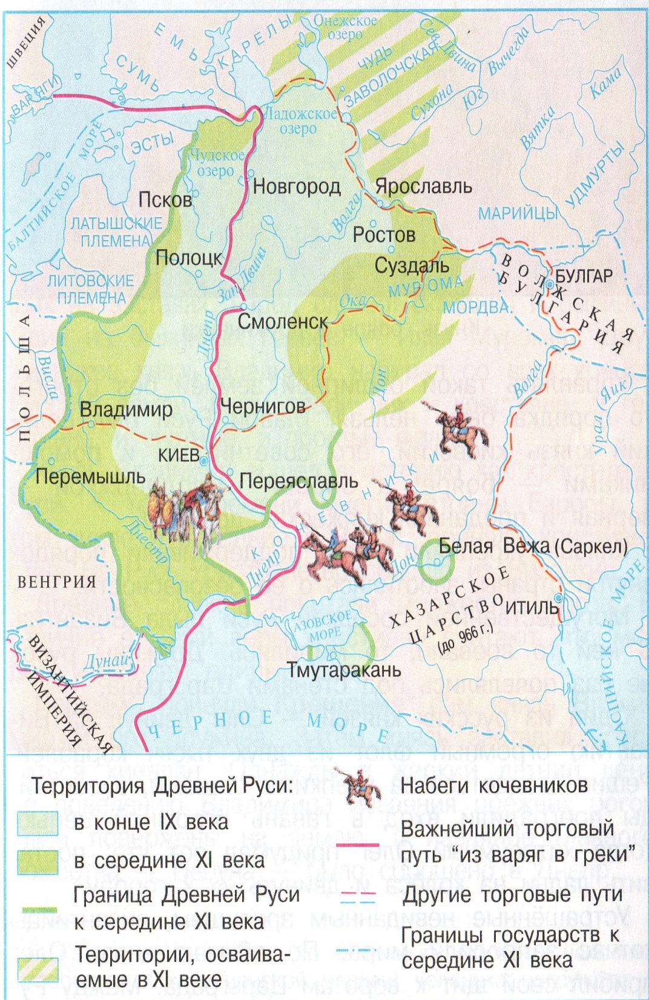 ШВЕЦИЯ
ВАРЯГИ
ЕМЬ
СУМЬ
КАРЕЛЫ
Онежское
озеро
ЧУДЬ
ЗАВОЛОЧСКАЯ
Сев. Двина
Вычегда
Сухона
Юг
Кама
Вятка
УДМУРТЫ
Ладожское
озеро
ЭСТЫ
Чудское
озеро
БАЛТИЙСКОЕ МОРЕ
Псков
Новгород
Волга
Ярославль
МАРИЙЦЫ
ЛАТЫШСКИЕ
ПЛЕМЕНА
Ростов
Полоцк
Зап. Двина
Суздаль
МУРОМА
ВОЛЖСКАЯ
БУЛГАРИЯ
БУЛГАР
ЛИТОВСКИЕ
ПЛЕМЕНА
Ока
МОРДВА
Смоленск
Днепр
ПОЛЬША
Висла
Дон
Волга
Урал (Яик)
Владимир
Чернигов
КИЕВ
Перемышль
Переяславль
КОЧЕВНИКИ
Днестр
Днепр
Дон
Белая Вежа (Саркел)
ВЕНГРИЯ
ХАЗАРСКОЕ
ЦАРСТВО
(до 966 г.)
ИТИЛЬ
АЗОВСКОЕ
МОРЕ
КАСПИЙСКОЕ МОРЕ
Дунай
ВИЗАНТИЙСКАЯ
ИМПЕРИЯ
Тмутаракань
ЧЕРНОЕ МОРЕ
Территория Древней Руси:
в конце IX века
в середине XI века
Граница Древней Руси
к середине XI века
Территории, осваива-
емые в XI веке
Набеги кочевников
Важнейший торговый
путь "из варяг в греки"
Другие торговые пути
Границы государств к
середине XI века